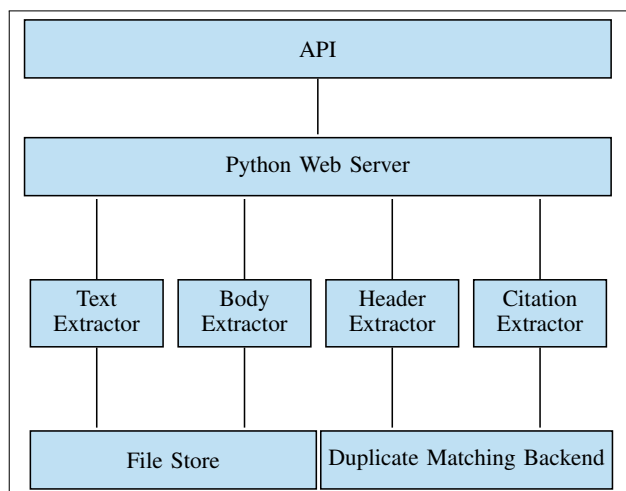 API
Python Web Server
Text
Extractor
Body
Extractor
Header
Extractor
Citation
Extractor
File Store
Duplicate Matching Backend